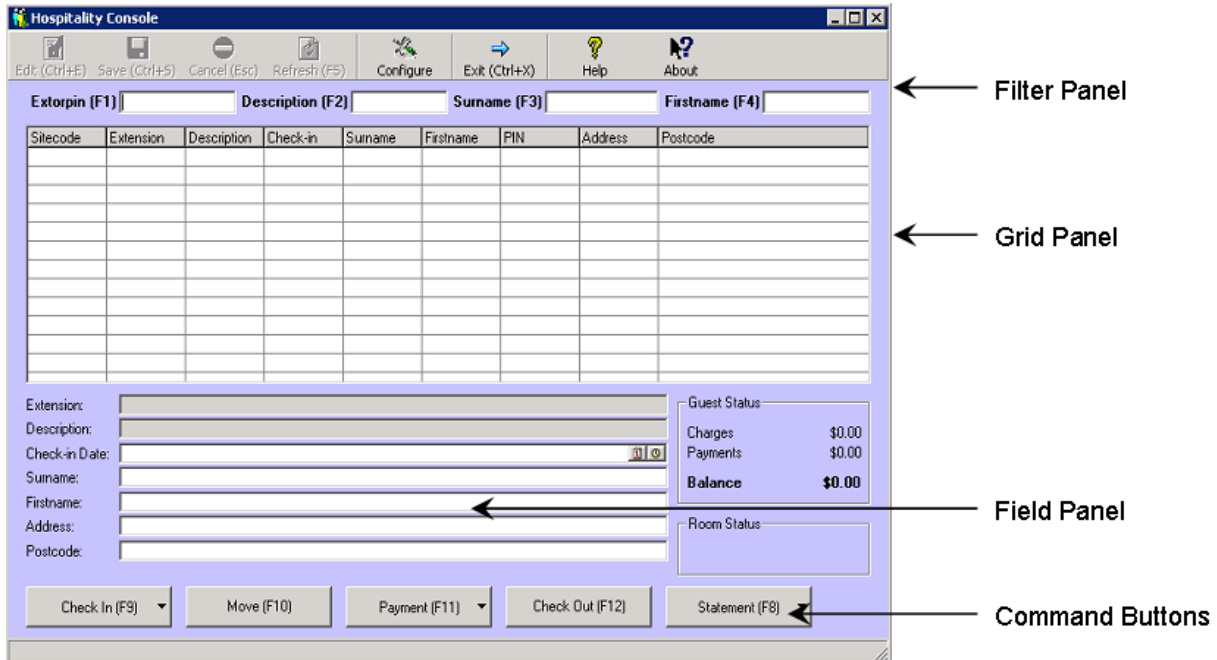 Hospitality Console
Edit (Ctrl+E) Save (Ctrl+S) Cancel (Esc) Refresh (F5) Configure Exit (Ctrl+X) Help About
Extorpin (F1) Description (F2) Surname (F3) Firstname (F4)
Filter Panel
Sitecode Extension Description Check-in Surname Firstname PIN Address Postcode
Grid Panel
Extension:
Description:
Check-in Date:
Surname:
Firstname:
Address:
Postcode:
Guest Status
Charges $0.00
Payments $0.00
Balance $0.00
Field Panel
Room Status
Check In (F9) Move (F10) Payment (F11) Check Out (F12) Statement (F8)
Command Buttons